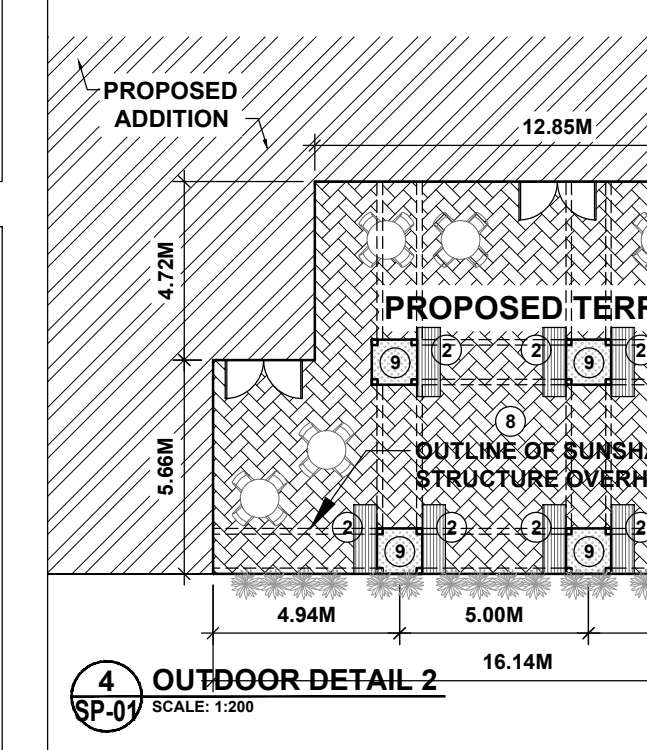 PROPOSED
ADDITION
12.85M
4.72M
PROPOSED TERR
9
2
2
9
2
8
5.66M
OUTLINE OF SUNSHA
STRUCTURE OVERH
2
9
2
2
9
2
4.94M
5.00M
16.14M
4
SP-01
OUTDOOR DETAIL 2
SCALE: 1:200